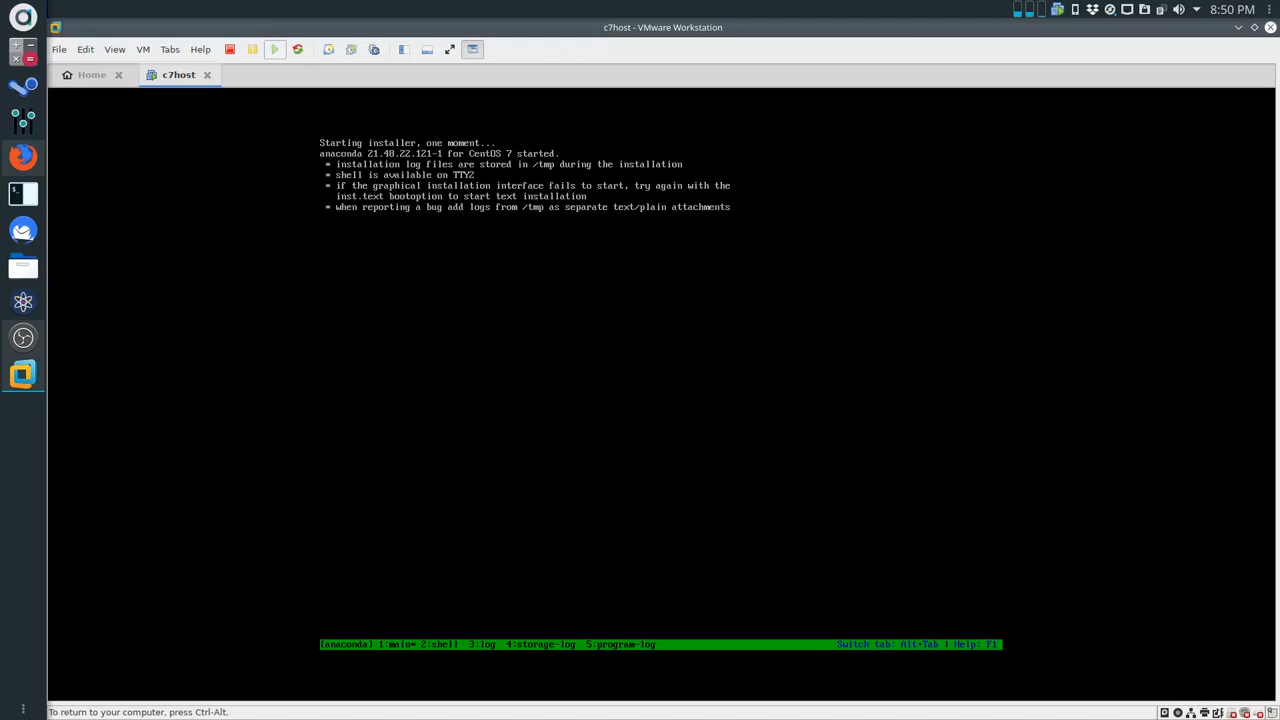 8:50 PM
c7host - VMware Workstation
File Edit View VM Tabs Help
Home c7host
Starting installer, one moment...
anaconda 21.48.22.121-1 for CentOS 7 started.
* installation log files are stored in /tmp during the installation
* shell is available on TTY2
* if the graphical installation interface fails to start, try again with the
inst.text bootoption to start text installation
* when reporting a bug add logs from /tmp as separate text/plain attachments
[anaconda] 1:main* 2:shell 3:log 4:storage-log 5:program-log Switch tab: Alt+Tab | Help: F1
To return to your computer, press Ctrl-Alt.